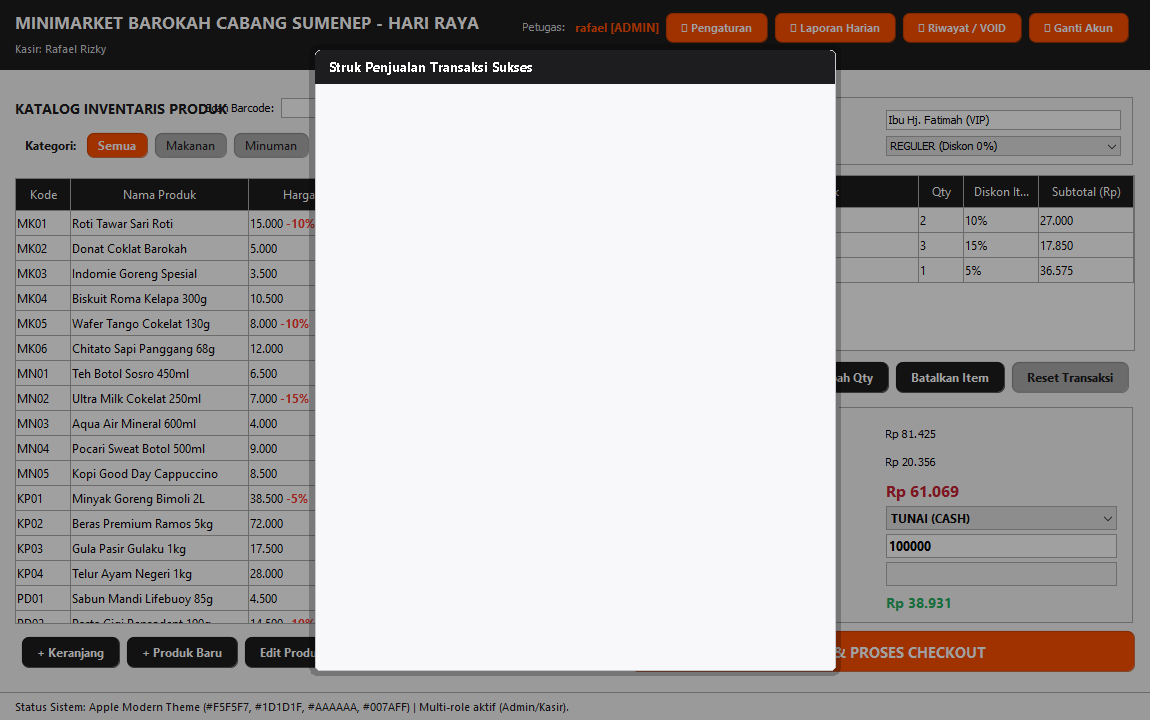 MINIMARKET BAROKAH CABANG SUMENEP - HARI RAYA
Kasir: Rafael Rizky
Petugas: rafael [ADMIN] Pengaturan Laporan Harian Riwayat / VOID Ganti Akun
Struk Penjualan Transaksi Sukses
KATALOG INVENTARIS PRODUK Scan Barcode:
Kategori: Semua Makanan Minuman
Kode Nama Produk Harga
MK01 Roti Tawar Sari Roti 15.000 -10%
MK02 Donat Coklat Barokah 5.000
MK03 Indomie Goreng Spesial 3.500
MK04 Biskuit Roma Kelapa 300g 10.500
MK05 Wafer Tango Cokelat 130g 8.000 -10%
MK06 Chitato Sapi Panggang 68g 12.000
MN01 Teh Botol Sosro 450ml 6.500
MN02 Ultra Milk Cokelat 250ml 7.000 -15%
MN03 Aqua Air Mineral 600ml 4.000
MN04 Pocari Sweat Botol 500ml 9.000
MN05 Kopi Good Day Cappuccino 8.500
KP01 Minyak Goreng Bimoli 2L 38.500 -5%
KP02 Beras Premium Ramos 5kg 72.000
KP03 Gula Pasir Gulaku 1kg 17.500
KP04 Telur Ayam Negeri 1kg 28.000
PD01 Sabun Mandi Lifebuoy 85g 4.500
+ Keranjang + Produk Baru Edit Produ
Ibu Hj. Fatimah (VIP)
REGULER (Diskon 0%)
Qty Diskon It... Subtotal (Rp)
2 10% 27.000
3 15% 17.850
1 5% 36.575
ah Qty Batalkan Item Reset Transaksi
Rp 81.425
Rp 20.356
Rp 61.069
TUNAI (CASH)
100000
Rp 38.931
& PROSES CHECKOUT
Status Sistem: Apple Modern Theme (#F5F5F7, #1D1D1F, #AAAAAA, #007AFF) | Multi-role aktif (Admin/Kasir).